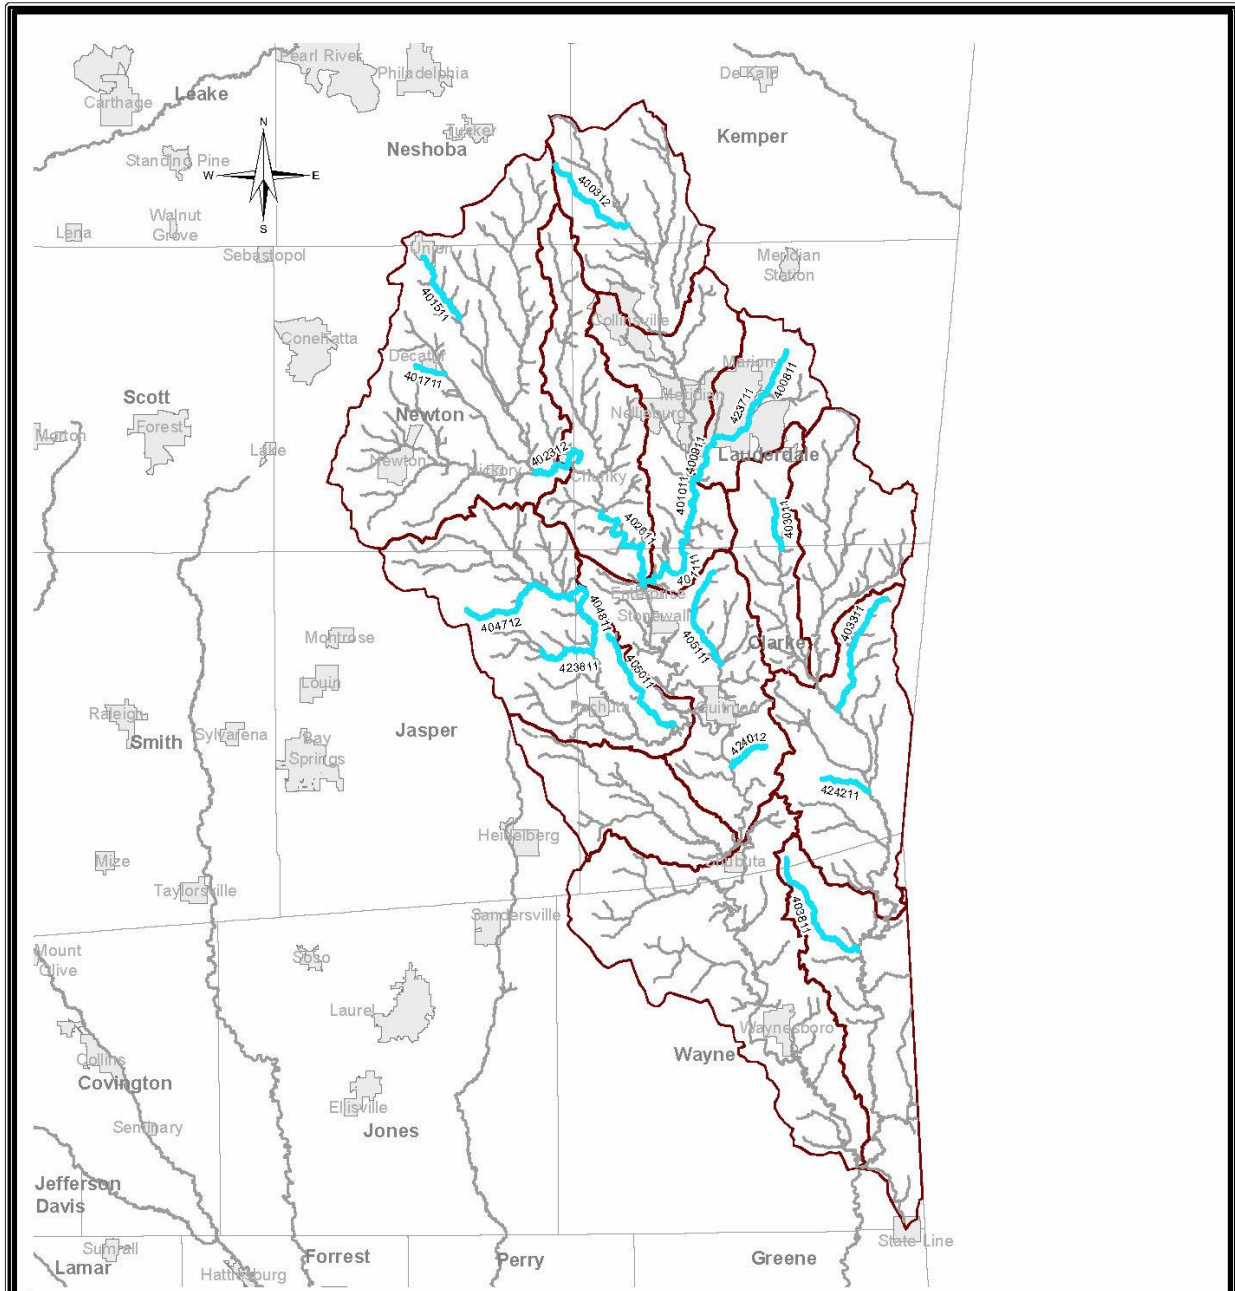 Pearl River
Philadelphia
De Kalb
Carthage
Leake
Tucker
Kemper
N
Neshoba
Standing Pine
W
E
400312
S
Walnut
Grove
Lena
Union
Sebastopol
Meridian
Station
401511
Collinsville
Conehatta
Decatur
Marion
401711
400811
Scott
Meridian
423711
Newton
Nellieburg
Forest
Morton
Lake
400911
Lauderdale
Newton
Hickory
402312
Chunky
401011
403011
402811
Enterprise
Stonewall
404811
403311
404712
Montrose
405111
Clarke
423811
405011
Louin
Pachuta
Quitman
Raleigh
Smith
Sylvarena
Jasper
Bay
Springs
424012
424211
Heidelberg
Mize
Shubuta
Taylorsville
403811
Sandersville
Mount
Olive
Soso
Laurel
Waynesboro
Wayne
Collins
Covington
Ellisville
Seminary
Jones
Jefferson
Davis
State Line
Sumrall
Forrest
Perry
Greene
Lamar
Hattiesburg